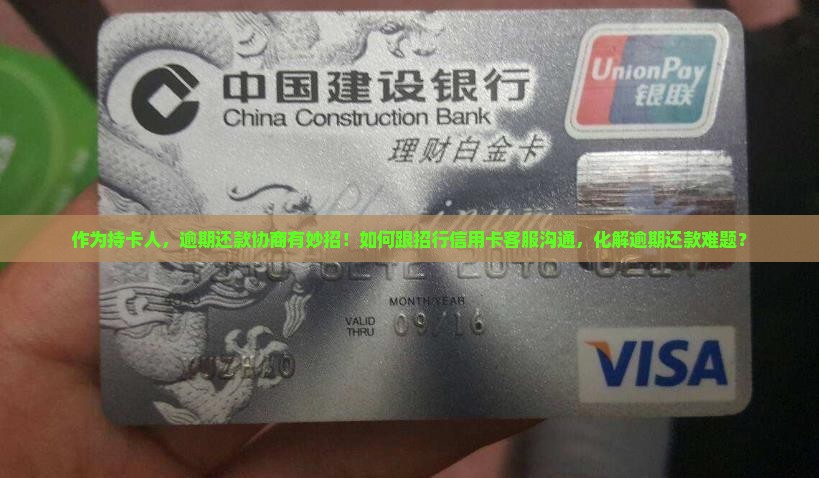 中国建设银行
China Construction Bank
理财白金卡
UnionPay
银联
作为持卡人，逾期还款协商有妙招！如何跟招行信用卡客服沟通，化解逾期还款难题？
MONTH/YEAR
VALID
THRU
09/16
VISA